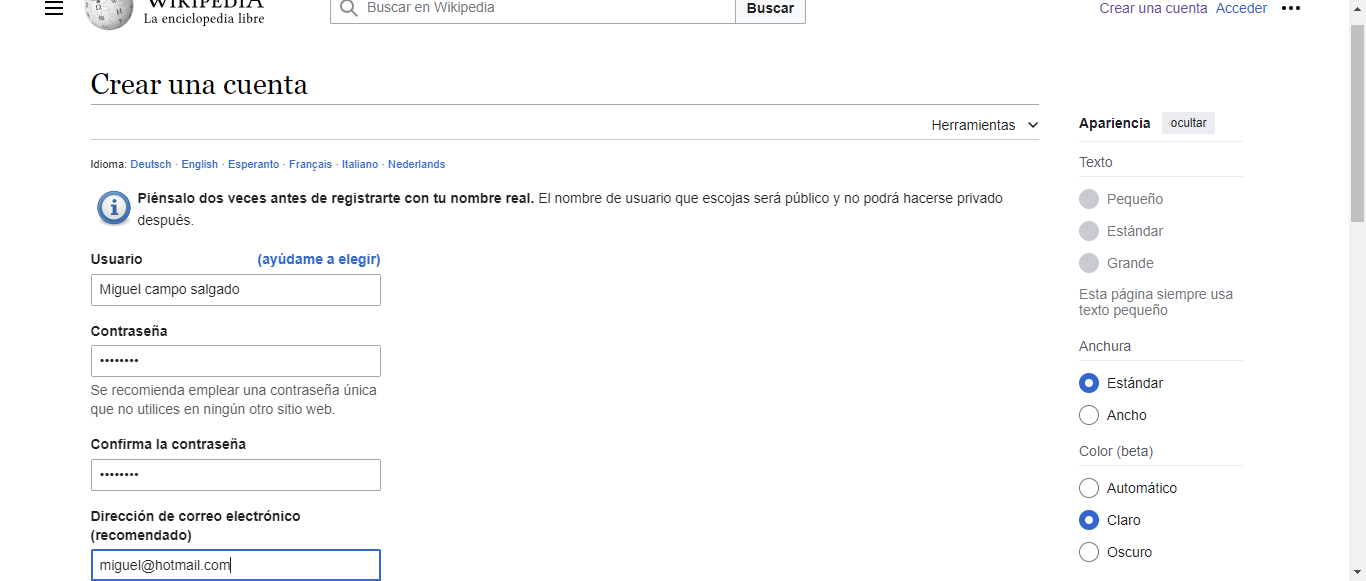 WIKIPEDIA
La enciclopedia libre
Buscar en Wikipedia
Buscar
Crear una cuenta Acceder
Crear una cuenta
Herramientas
Idioma: Deutsch · English · Esperanto · Français · Italiano · Nederlands
Piénsalo dos veces antes de registrarte con tu nombre real. El nombre de usuario que escojas será público y no podrá hacerse privado
después.
Usuario (ayúdame a elegir)
Miguel campo salgado
Contraseña
••••••••
Se recomienda emplear una contraseña única
que no utilices en ningún otro sitio web.
Confirma la contraseña
••••••••
Dirección de correo electrónico
(recomendado)
miguel@hotmail.com
Apariencia ocultar
Texto
Pequeño
Estándar
Grande
Esta página siempre usa
texto pequeño
Anchura
Estándar
Ancho
Color (beta)
Automático
Claro
Oscuro